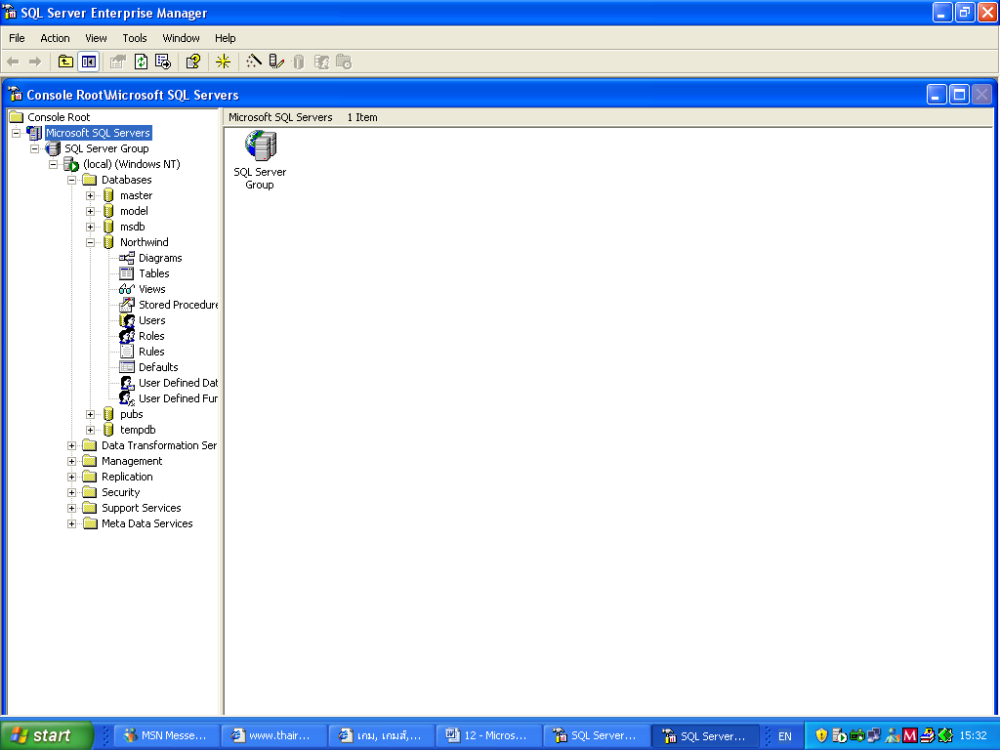 SQL Server Enterprise Manager
File Action View Tools Window Help
Console Root\Microsoft SQL Servers
Console Root
Microsoft SQL Servers
SQL Server Group
(local) (Windows NT)
Databases
master
model
msdb
Northwind
Diagrams
Tables
Views
Stored Procedure
Users
Roles
Rules
Defaults
User Defined Dat
User Defined Fur
pubs
tempdb
Data Transformation Ser
Management
Replication
Security
Support Services
Meta Data Services
Microsoft SQL Servers 1 Item
SQL Server
Group
start
MSN Messe...
www.thair...
เกม, เกมส์,...
12 - Micros...
SQL Server...
SQL Server...
EN
M
15:32